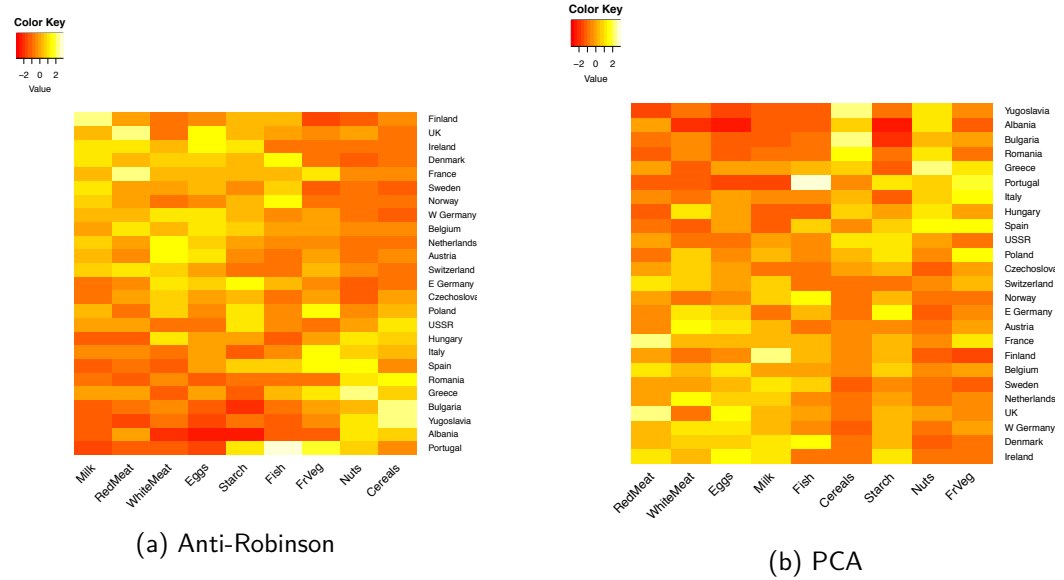 Color Key
−2 0 2
Value
Finland
UK
Ireland
Denmark
France
Sweden
Norway
W Germany
Belgium
Netherlands
Austria
Switzerland
E Germany
Czechoslova
Poland
USSR
Hungary
Italy
Spain
Romania
Greece
Bulgaria
Yugoslavia
Albania
Portugal
Milk
RedMeat
WhiteMeat
Eggs
Starch
Fish
FrVeg
Nuts
Cereals
(a) Anti-Robinson
Color Key
−2 0 2
Value
Yugoslavia
Albania
Bulgaria
Romania
Greece
Portugal
Italy
Hungary
Spain
USSR
Poland
Czechoslova
Switzerland
Norway
E Germany
Austria
France
Finland
Belgium
Sweden
Netherlands
UK
W Germany
Denmark
Ireland
RedMeat
WhiteMeat
Eggs
Milk
Fish
Cereals
Starch
Nuts
FrVeg
(b) PCA